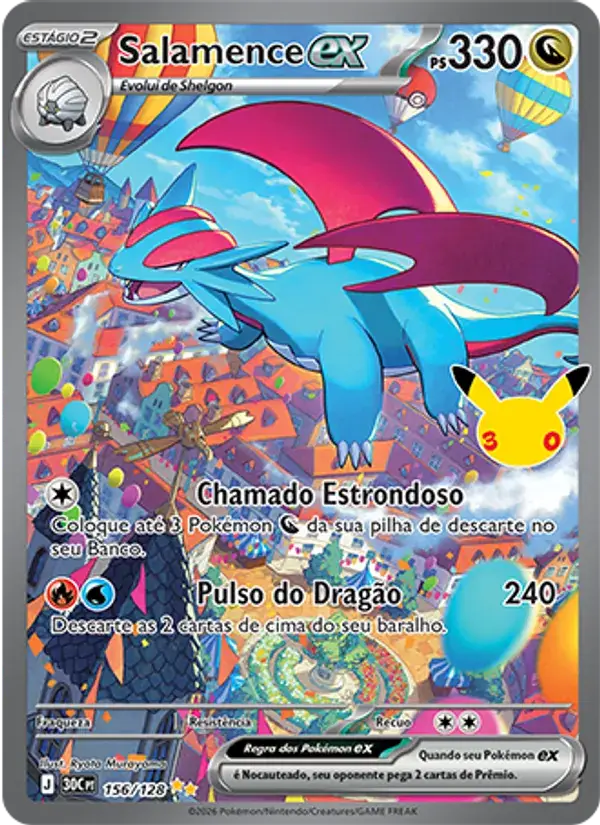 ESTÁGIO 2
Salamence ex
PS 330
Evolui de Shelgon
30
Chamado Estrondoso
Coloque até 3 Pokémon da sua pilha de descarte no
seu Banco.
Pulso do Dragão 240
Descarte as 2 cartas de cima do seu baralho.
Fraqueza Resistência Recuo
Ilust. Ryota Murayama
Regra dos Pokémon ex Quando seu Pokémon ex
é Nocauteado, seu oponente pega 2 cartas de Prêmio.
J 30C PT 156/128
©2026 Pokémon/Nintendo/Creatures/GAME FREAK